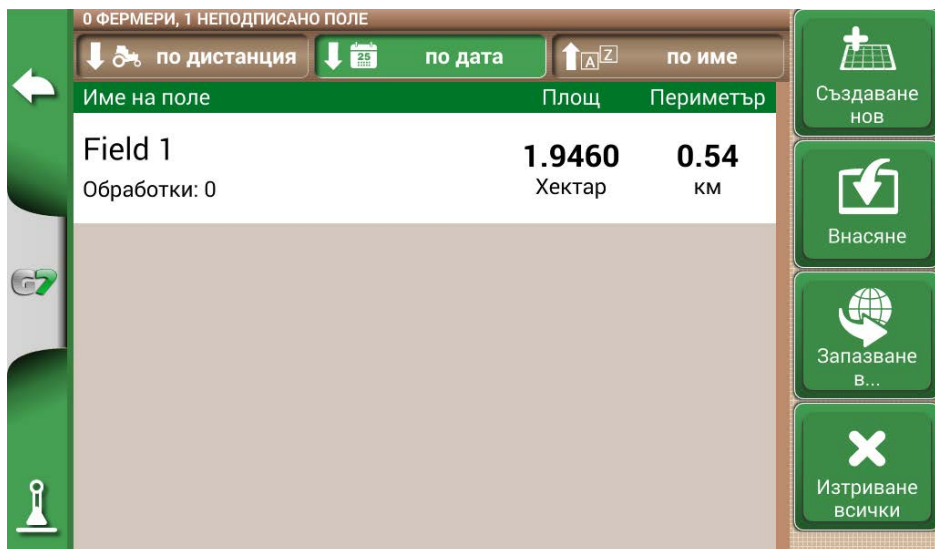 0 ФЕРМЕРИ, 1 НЕПОДПИСАНО ПОЛЕ
по дистанция 25 по дата A Z по име
Име на поле Площ Периметър
Field 1 1.9460 0.54
Обработки: 0 Хектар км
G7
Създаване
нов
Внасяне
Запазване
в...
Изтриване
всички